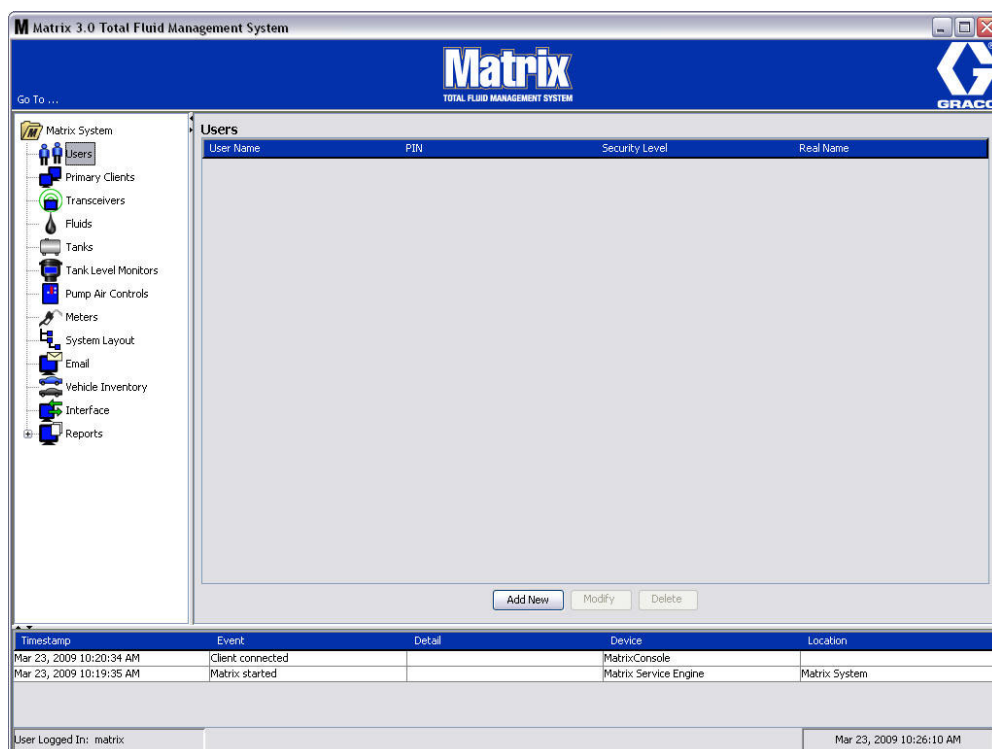 Matrix 3.0 Total Fluid Management System
Matrix
TOTAL FLUID MANAGEMENT SYSTEM
Go To ...
GRACO
Matrix System
Users
Primary Clients
Transceivers
Fluids
Tanks
Tank Level Monitors
Pump Air Controls
Meters
System Layout
Email
Vehicle Inventory
Interface
Reports
Users
User Name PIN Security Level Real Name
Add New Modify Delete
Timestamp Event Detail Device Location
Mar 23, 2009 10:20:34 AM Client connected MatrixConsole
Mar 23, 2009 10:19:35 AM Matrix started Matrix Service Engine Matrix System
User Logged In: matrix Mar 23, 2009 10:26:10 AM